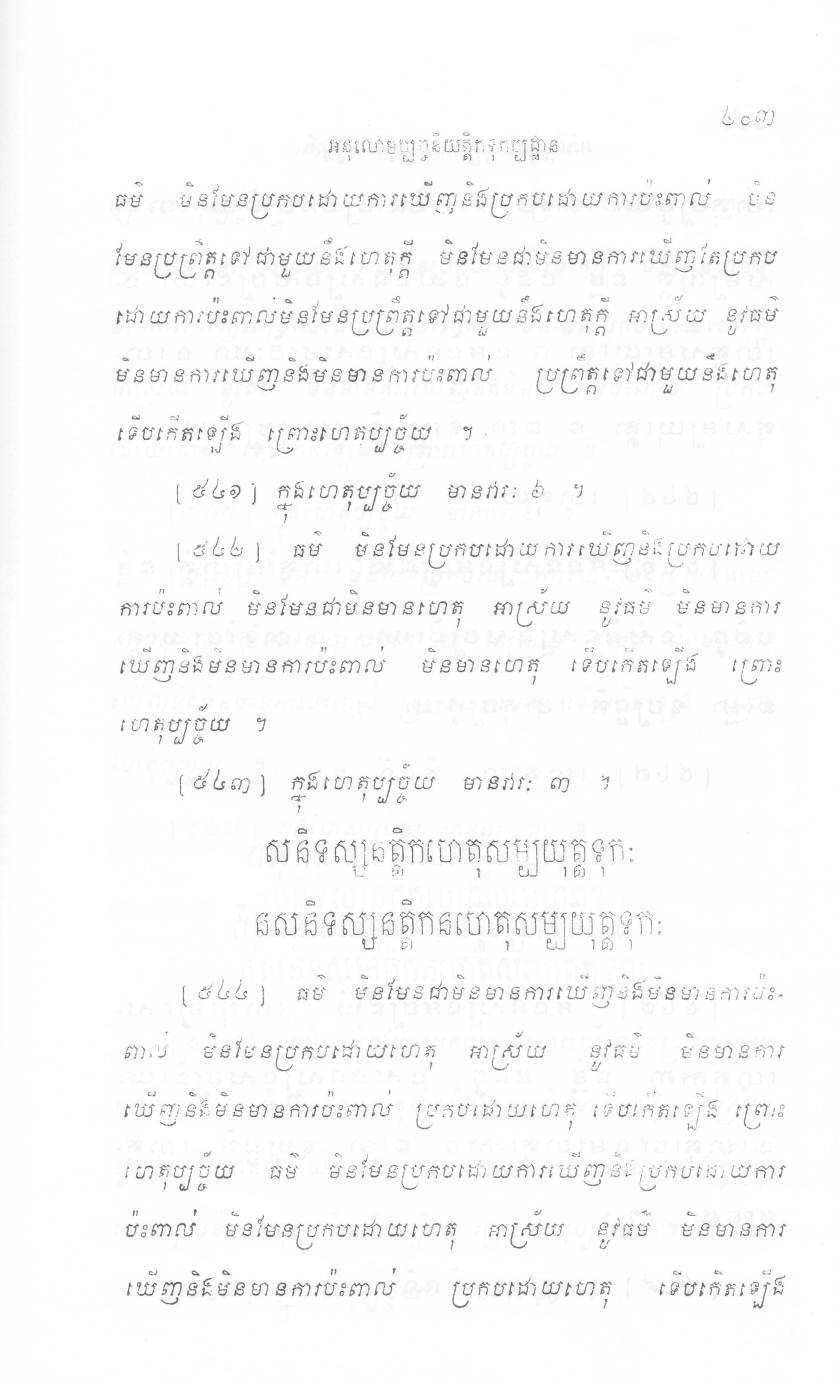 ៤០៣
អនុលោមប្បច្ចនីយត្តិកទុកប្បដ្ឋាន
ធម៌ មិនមែនប្រកបដោយការឃើញនិងប្រកបដោយការប៉ះពាល់ មិន
មែនប្រព្រឹត្តទៅជាមួយនឹងហេតុក្តី មិនមែនជាមិនមានការឃើញតែប្រកប
ដោយការប៉ះពាល់មិនមែនប្រព្រឹត្តទៅជាមួយនឹងហេតុក្តី អាស្រ័យ នូវធម៌
មិនមានការឃើញនិងមិនមានការប៉ះពាល់ ប្រព្រឹត្តទៅជាមួយនឹងហេតុ
ទើបកើតឡើង ព្រោះហេតុប្បច្ច័យ ។
[៥៤១] ក្នុងហេតុប្បច្ច័យ មានវារៈ ៦ ។
[៥៤២] ធម៌ មិនមែនប្រកបដោយការឃើញនិងប្រកបដោយ
ការប៉ះពាល់ មិនមែនជាមិនមានហេតុ អាស្រ័យ នូវធម៌ មិនមានការ
ឃើញនិងមិនមានការប៉ះពាល់ មិនមានហេតុ ទើបកើតឡើង ព្រោះ
ហេតុប្បច្ច័យ ។
[៥៤៣] ក្នុងហេតុប្បច្ច័យ មានវារៈ ៣ ។
សនិទស្សនត្តិកហេតុសម្បយុត្តទុកៈ
នសនិទស្សនត្តិកនហេតុសម្បយុត្តទុកៈ
[៥៤៤] ធម៌ មិនមែនជាមិនមានការឃើញនិងមិនមានការប៉ះ-
ពាល់ មិនមែនប្រកបដោយហេតុ អាស្រ័យ នូវធម៌ មិនមានការ
ឃើញនិងមិនមានការប៉ះពាល់ ប្រកបដោយហេតុ ទើបកើតឡើង ព្រោះ
ហេតុប្បច្ច័យ ធម៌ មិនមែនប្រកបដោយការឃើញនិងប្រកបដោយការ
ប៉ះពាល់ មិនមែនប្រកបដោយហេតុ អាស្រ័យ នូវធម៌ មិនមានការ
ឃើញនិងមិនមានការប៉ះពាល់ ប្រកបដោយហេតុ ទើបកើតឡើង